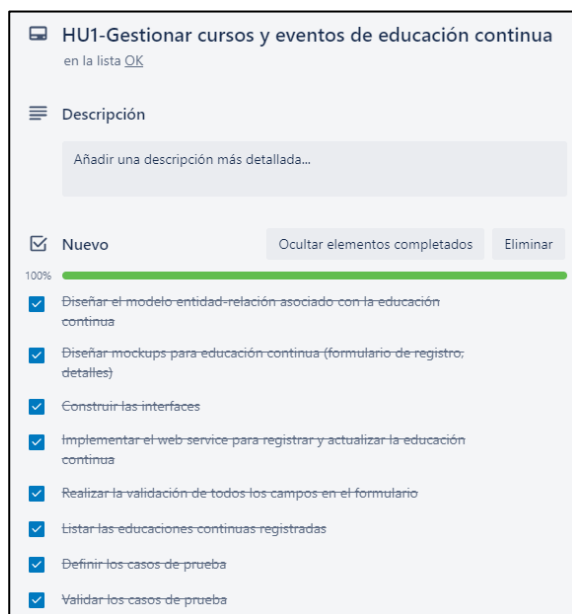 HU1-Gestionar cursos y eventos de educación continua
en la lista OK
Descripción
Añadir una descripción más detallada...
Nuevo
Ocultar elementos completados
Eliminar
100%
Diseñar el modelo entidad-relación asociado con la educación
continua
Diseñar mockups para educación continua (formulario de registro,
detalles)
Construir las interfaces
Implementar el web service para registrar y actualizar la educación
continua
Realizar la validación de todos los campos en el formulario
Listar las educaciones continuas registradas
Definir los casos de prueba
Validar los casos de prueba